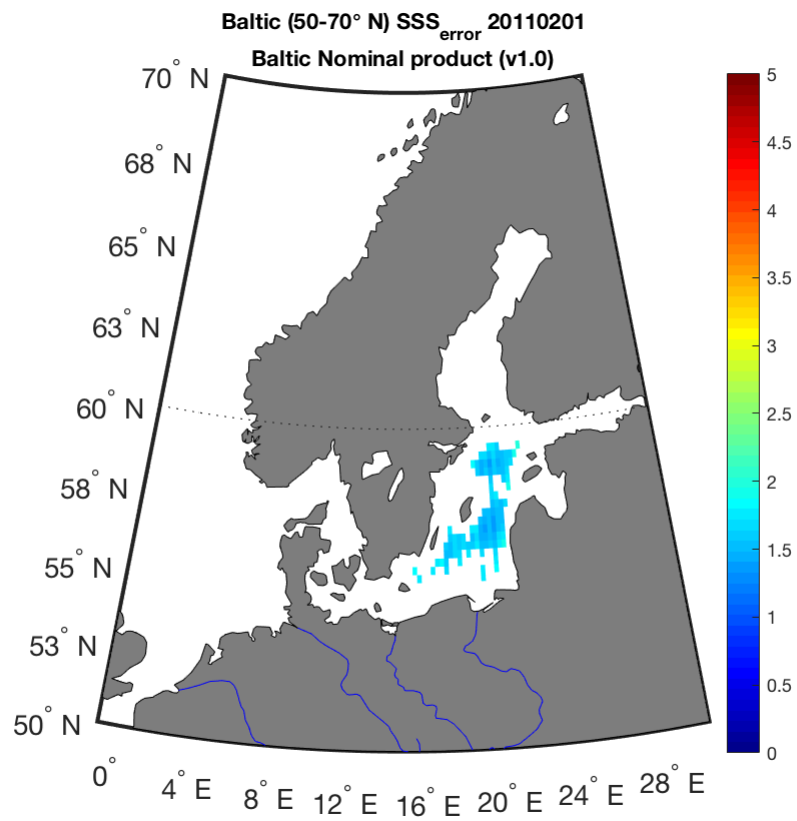 Baltic (50-70° N) SSS_error 20110201
Baltic Nominal product (v1.0)
70° N
68° N
65° N
63° N
60° N
58° N
55° N
53° N
50° N
0°
4° E
8° E
12° E
16° E
20° E
24° E
28° E
5
4.5
4
3.5
3
2.5
2
1.5
1
0.5
0